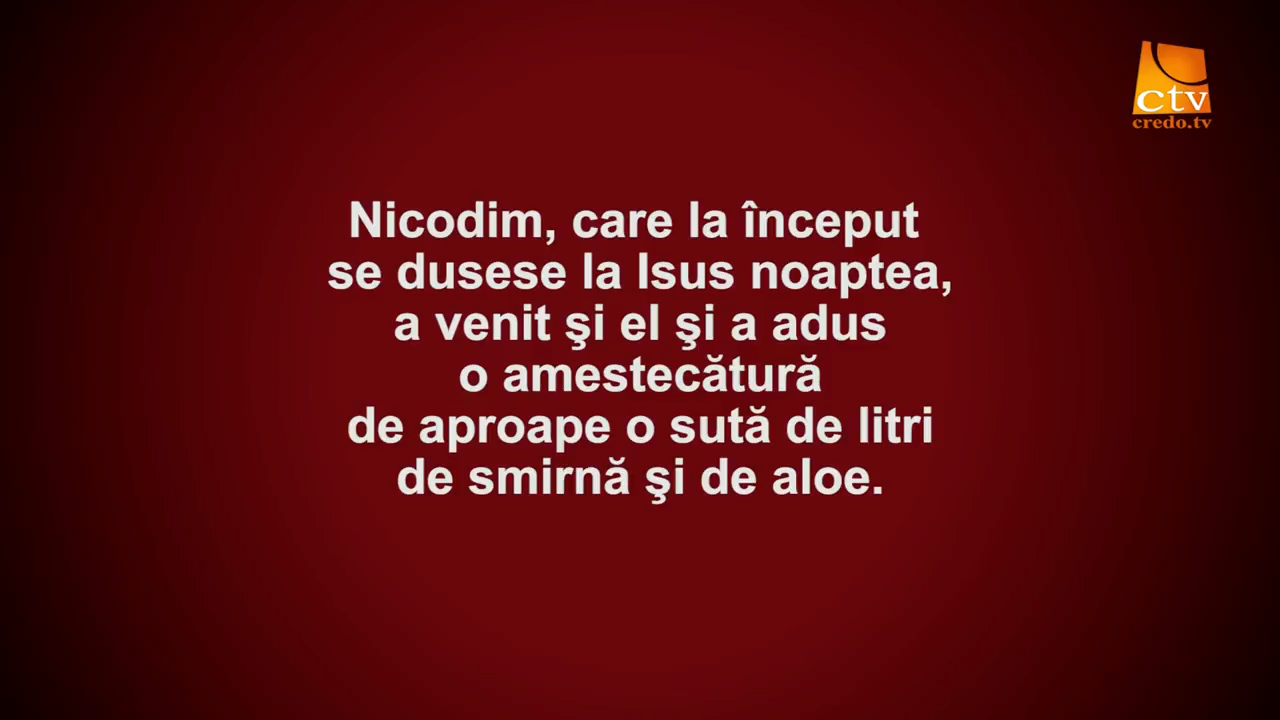 ctv
credo.tv
Nicodim, care la început
se dusese la Isus noaptea,
a venit şi el şi a adus
o amestecătură
de aproape o sută de litri
de smirnă şi de aloe.